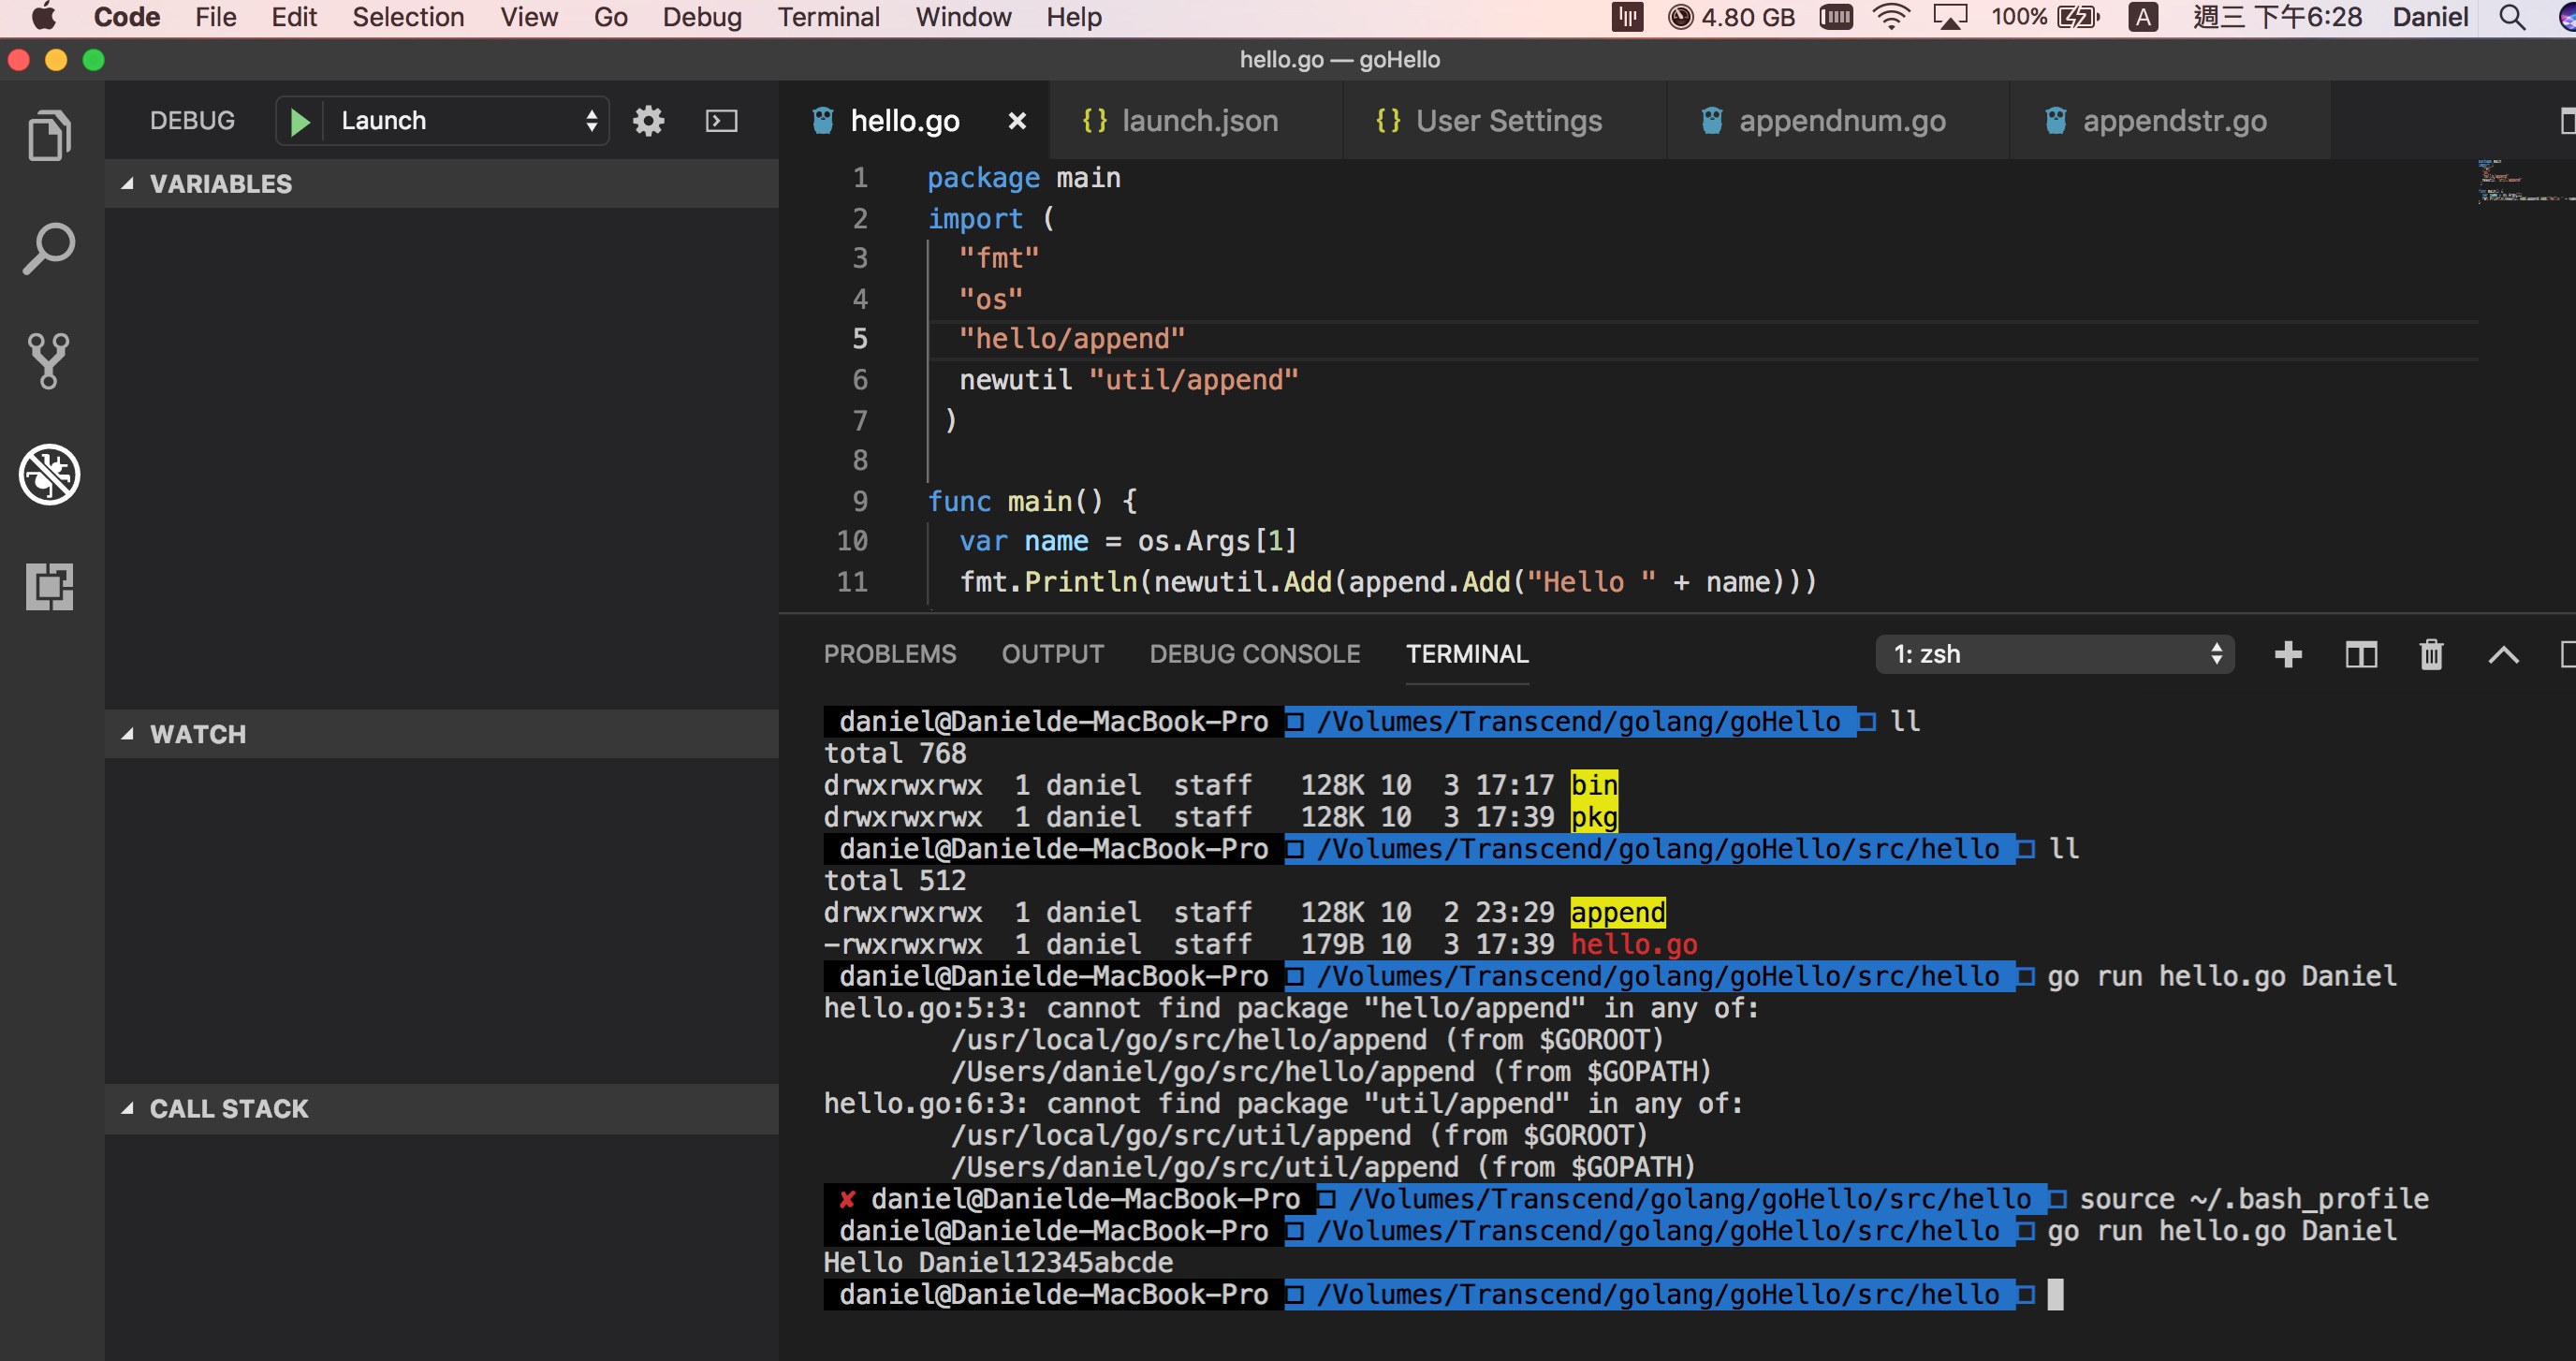 Code File Edit Selection View Go Debug Terminal Window Help 4.80 GB 100% A 週三 下午6:28 Daniel
hello.go — goHello
DEBUG Launch
hello.go × {} launch.json {} User Settings appendnum.go appendstr.go
VARIABLES
WATCH
CALL STACK
1 package main
2 import (
3 "fmt"
4 "os"
5 "hello/append"
6 newutil "util/append"
7 )
8
9 func main() {
10 var name = os.Args[1]
11 fmt.Println(newutil.Add(append.Add("Hello " + name)))
PROBLEMS OUTPUT DEBUG CONSOLE TERMINAL 1: zsh
daniel@Danielde-MacBook-Pro /Volumes/Transcend/golang/goHello ll
total 768
drwxrwxrwx 1 daniel staff 128K 10 3 17:17 bin
drwxrwxrwx 1 daniel staff 128K 10 3 17:39 pkg
daniel@Danielde-MacBook-Pro /Volumes/Transcend/golang/goHello/src/hello ll
total 512
drwxrwxrwx 1 daniel staff 128K 10 2 23:29 append
-rwxrwxrwx 1 daniel staff 179B 10 3 17:39 hello.go
daniel@Danielde-MacBook-Pro /Volumes/Transcend/golang/goHello/src/hello go run hello.go Daniel
hello.go:5:3: cannot find package "hello/append" in any of:
/usr/local/go/src/hello/append (from $GOROOT)
/Users/daniel/go/src/hello/append (from $GOPATH)
hello.go:6:3: cannot find package "util/append" in any of:
/usr/local/go/src/util/append (from $GOROOT)
/Users/daniel/go/src/util/append (from $GOPATH)
✘ daniel@Danielde-MacBook-Pro /Volumes/Transcend/golang/goHello/src/hello source ~/.bash_profile
daniel@Danielde-MacBook-Pro /Volumes/Transcend/golang/goHello/src/hello go run hello.go Daniel
Hello Daniel12345abcde
daniel@Danielde-MacBook-Pro /Volumes/Transcend/golang/goHello/src/hello